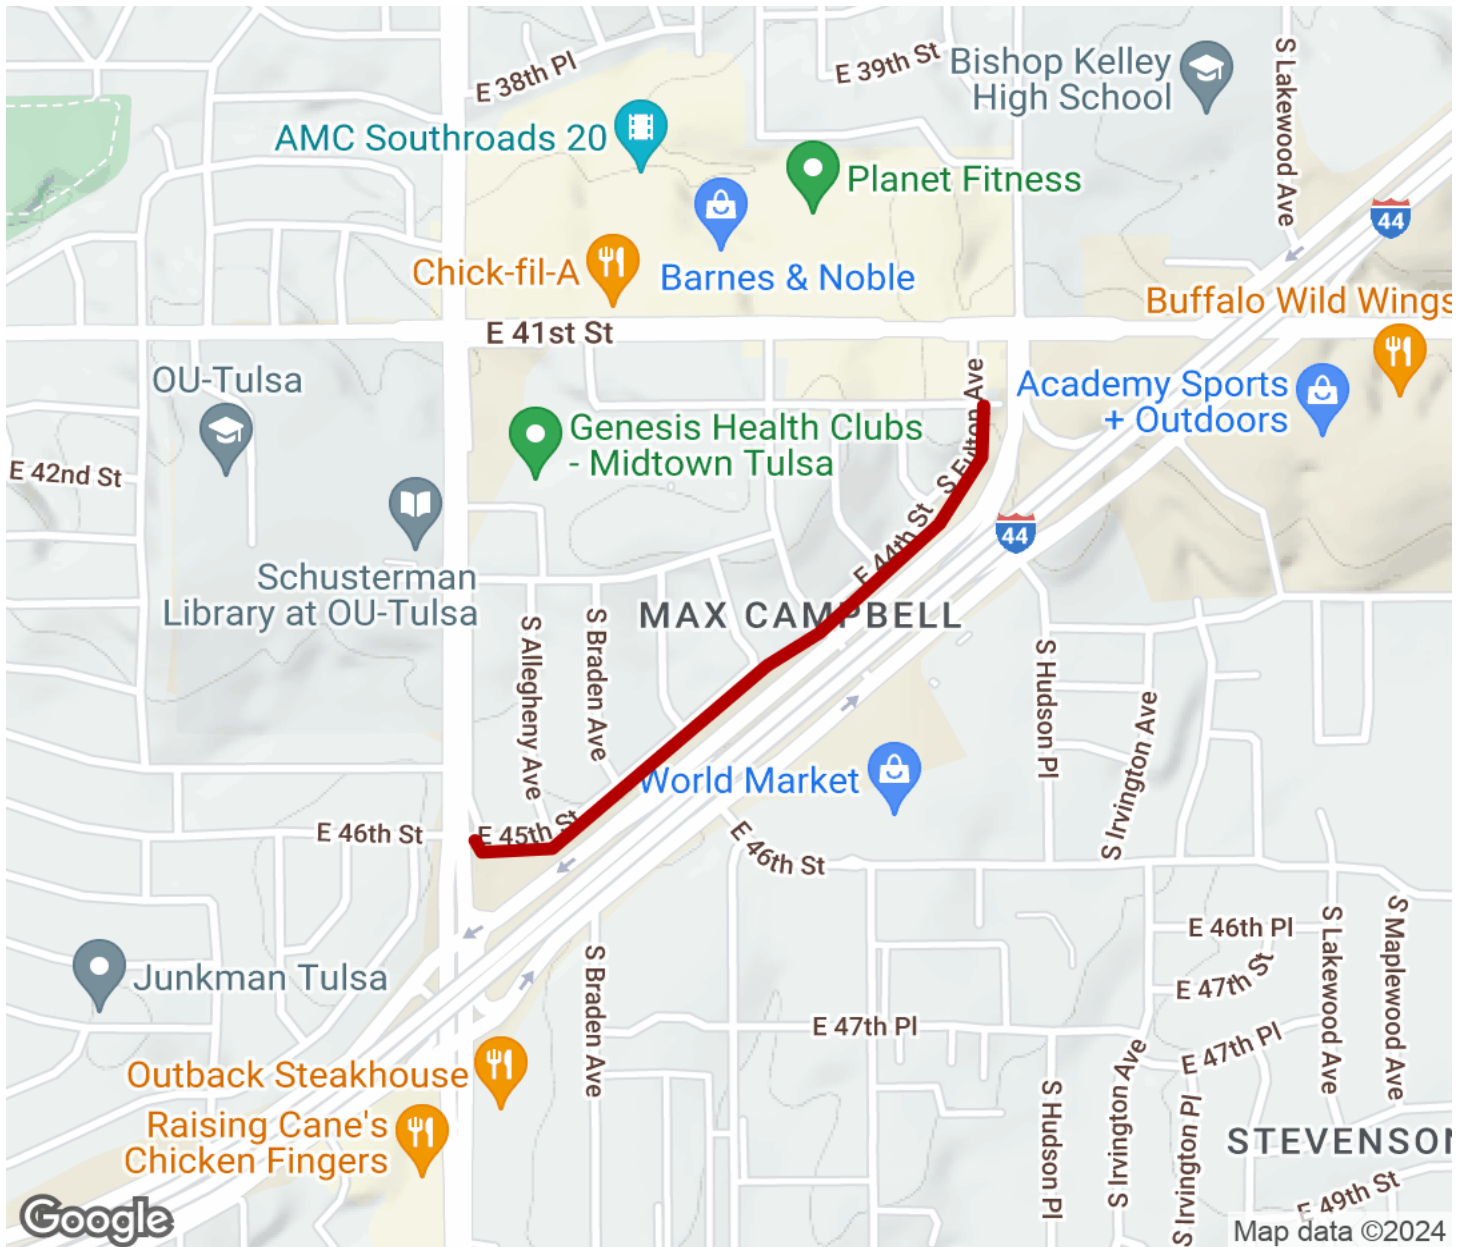 E 38th Pl
E 39th St
Bishop Kelley
High School
S Lakewood Ave
AMC Southroads 20
Planet Fitness
44
Chick-fil-A
Barnes & Noble
Buffalo Wild Wings
E 41st St
OU-Tulsa
S Fulton Ave
Academy Sports
+ Outdoors
Genesis Health Clubs
- Midtown Tulsa
E 42nd St
E 44th St
44
Schusterman
Library at OU-Tulsa
MAX CAMPBELL
S Allegheny Ave
S Braden Ave
S Hudson Pl
S Irvington Ave
World Market
E 46th St
E 45th St
E 46th St
S Braden Ave
E 46th Pl
S Lakewood Ave
S Maplewood Ave
Junkman Tulsa
E 47th St
E 47th Pl
E 47th Pl
Outback Steakhouse
Raising Cane's
Chicken Fingers
S Hudson Pl
S Irvington Ave
S Irvington Pl
STEVENSON
E 49th St
Google
Map data ©2024